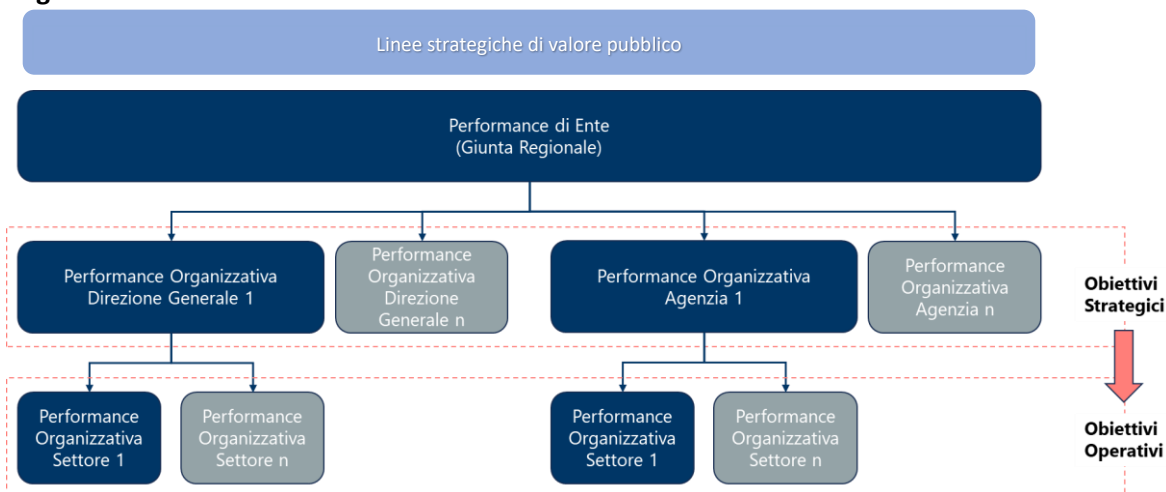 Linee strategiche di valore pubblico
Performance di Ente
(Giunta Regionale)
Performance Organizzativa
Direzione Generale 1
Performance
Organizzativa
Direzione
Generale n
Performance Organizzativa
Agenzia 1
Performance
Organizzativa
Agenzia n
Obiettivi
Strategici
Performance
Organizzativa
Settore 1
Performance
Organizzativa
Settore n
Performance
Organizzativa
Settore 1
Performance
Organizzativa
Settore n
Obiettivi
Operativi